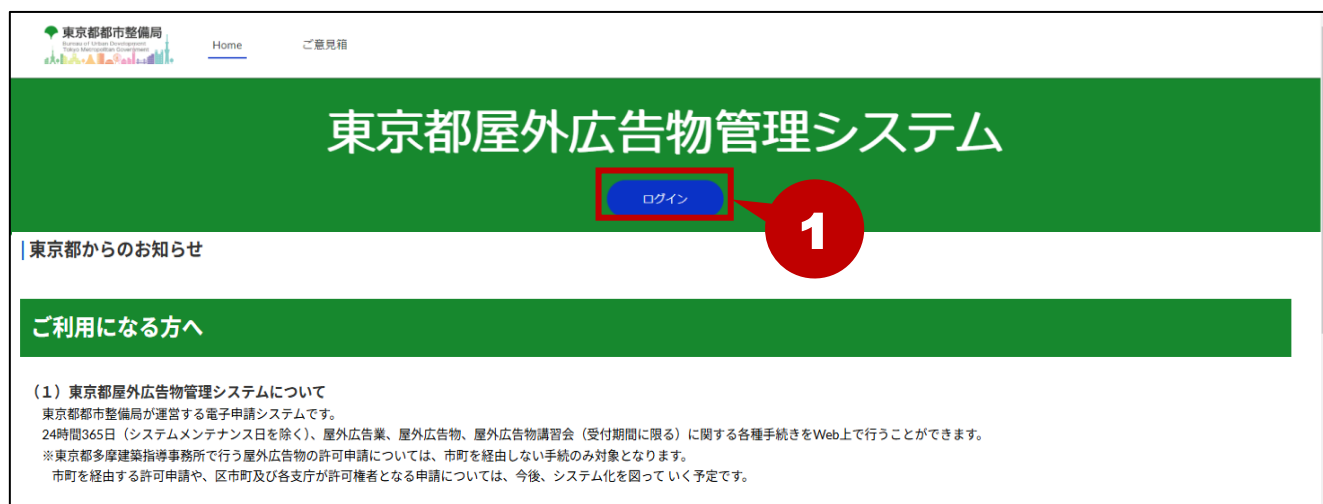 東京都都市整備局
Bureau of Urban Development
Tokyo Metropolitan Government
Home
ご意見箱
東京都屋外広告物管理システム
ログイン
1
東京都からのお知らせ
ご利用になる方へ
（1）東京都屋外広告物管理システムについて
東京都都市整備局が運営する電子申請システムです。
24時間365日（システムメンテナンス日を除く）、屋外広告業、屋外広告物、屋外広告物講習会（受付期間に限る）に関する各種手続きをWeb上で行うことができます。
※東京都多摩建築指導事務所で行う屋外広告物の許可申請については、市町を経由しない手続のみ対象となります。
市町を経由する許可申請や、区市町及び各支庁が許可権者となる申請については、今後、システム化を図っていく予定です。